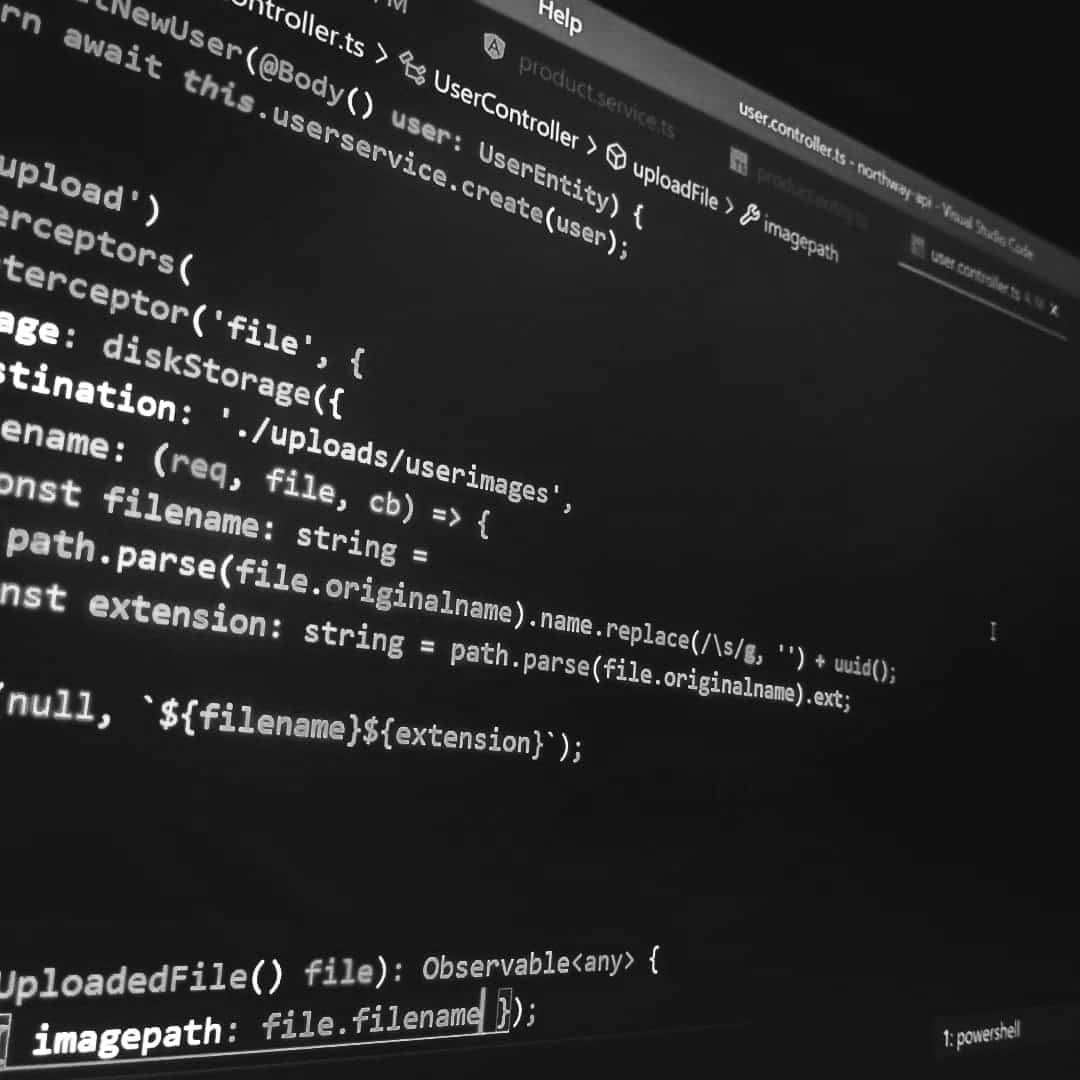 Help
user.controller.ts - northway-api - Visual Studio Code
product.service.ts
user.controller.ts 4, M ×
ontroller.ts > UserController > uploadFile > imagepath
tNewUser(@Body() user: UserEntity) {
rn await this.userservice.create(user);
upload')
erceptors(
terceptor('file', {
age: diskStorage({
stination: './uploads/userimages',
ename: (req, file, cb) => {
onst filename: string =
path.parse(file.originalname).name.replace(/\s/g, '') + uuid();
nst extension: string = path.parse(file.originalname).ext;
(null, `${filename}${extension}`);
UploadedFile() file): Observable<any> {
{ imagepath: file.filename });
1: powershell